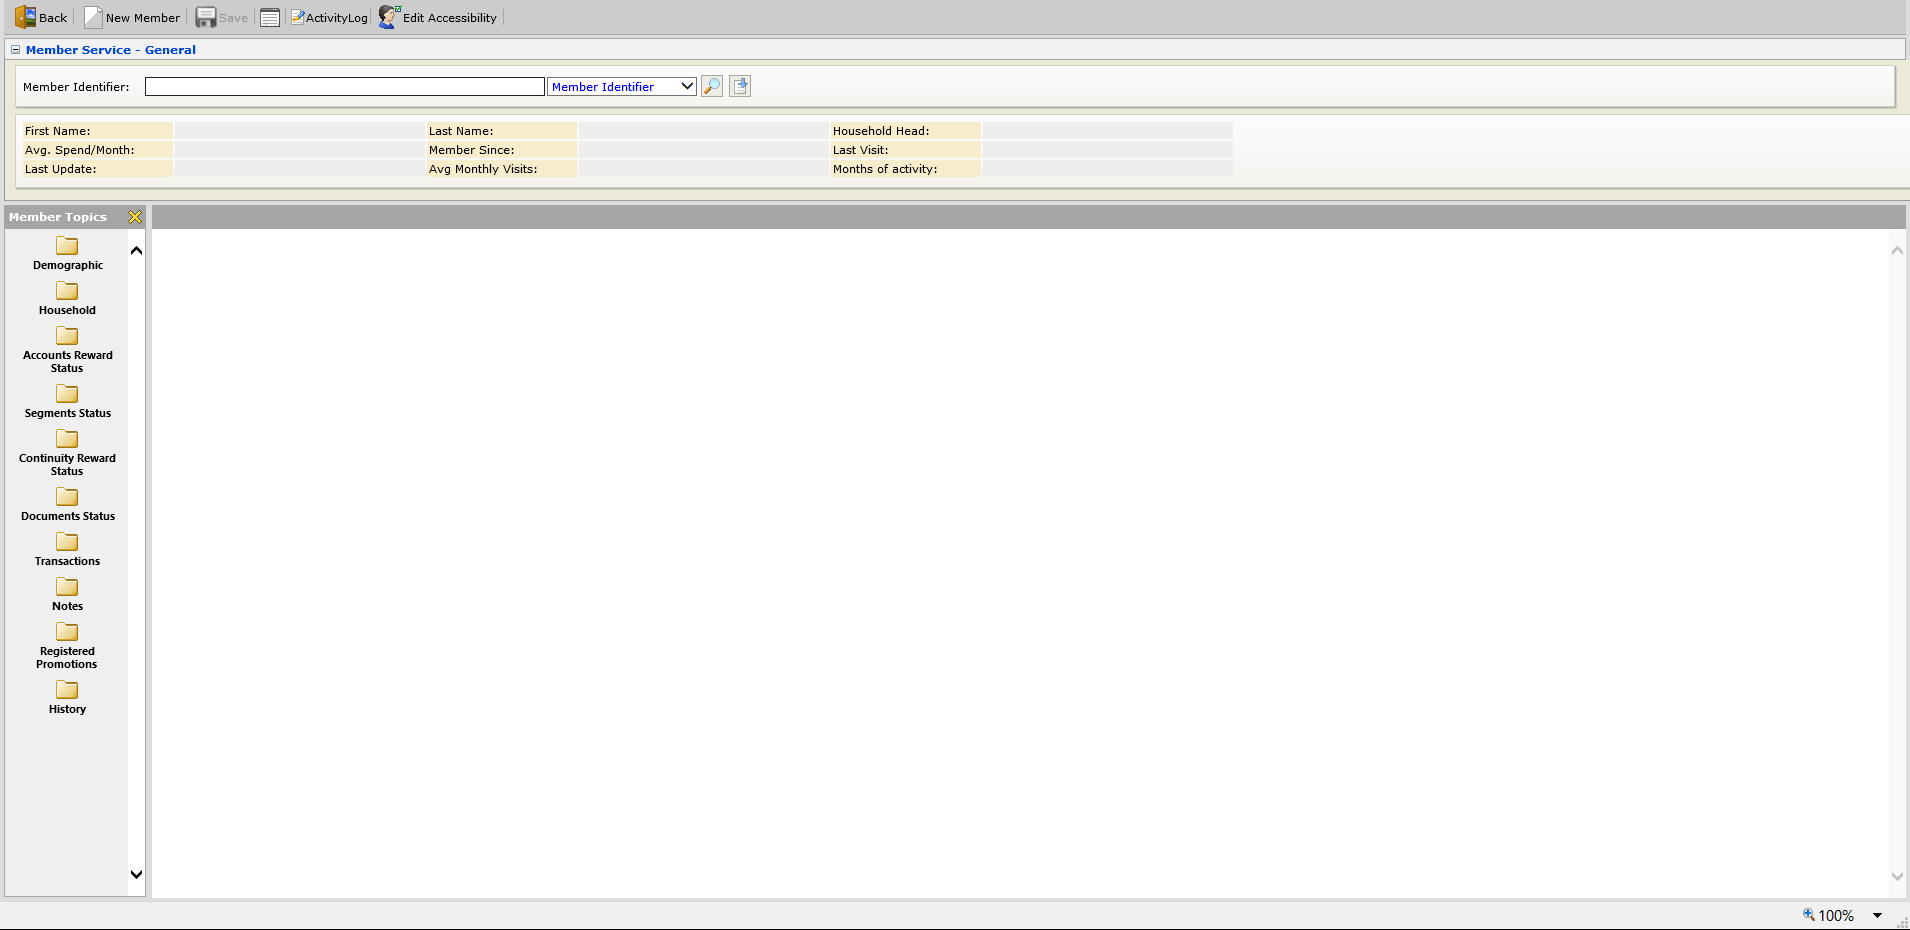 Back New Member Save ActivityLog Edit Accessibility
Member Service - General
Member Identifier: Member Identifier
First Name: Last Name: Household Head:
Avg. Spend/Month: Member Since: Last Visit:
Last Update: Avg Monthly Visits: Months of activity:
Member Topics
Demographic
Household
Accounts Reward
Status
Segments Status
Continuity Reward
Status
Documents Status
Transactions
Notes
Registered
Promotions
History
100%